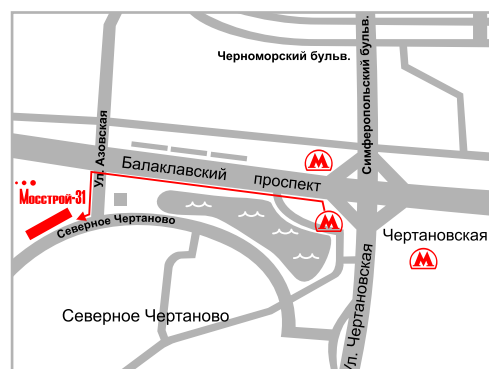 Черноморский бульв.
Симферопольский бульв.
Ул. Азовская
Балаклавский проспект
М
Мосстрой-31
М
Северное Чертаново
Чертановская
М
Северное Чертаново
Ул. Чертановская